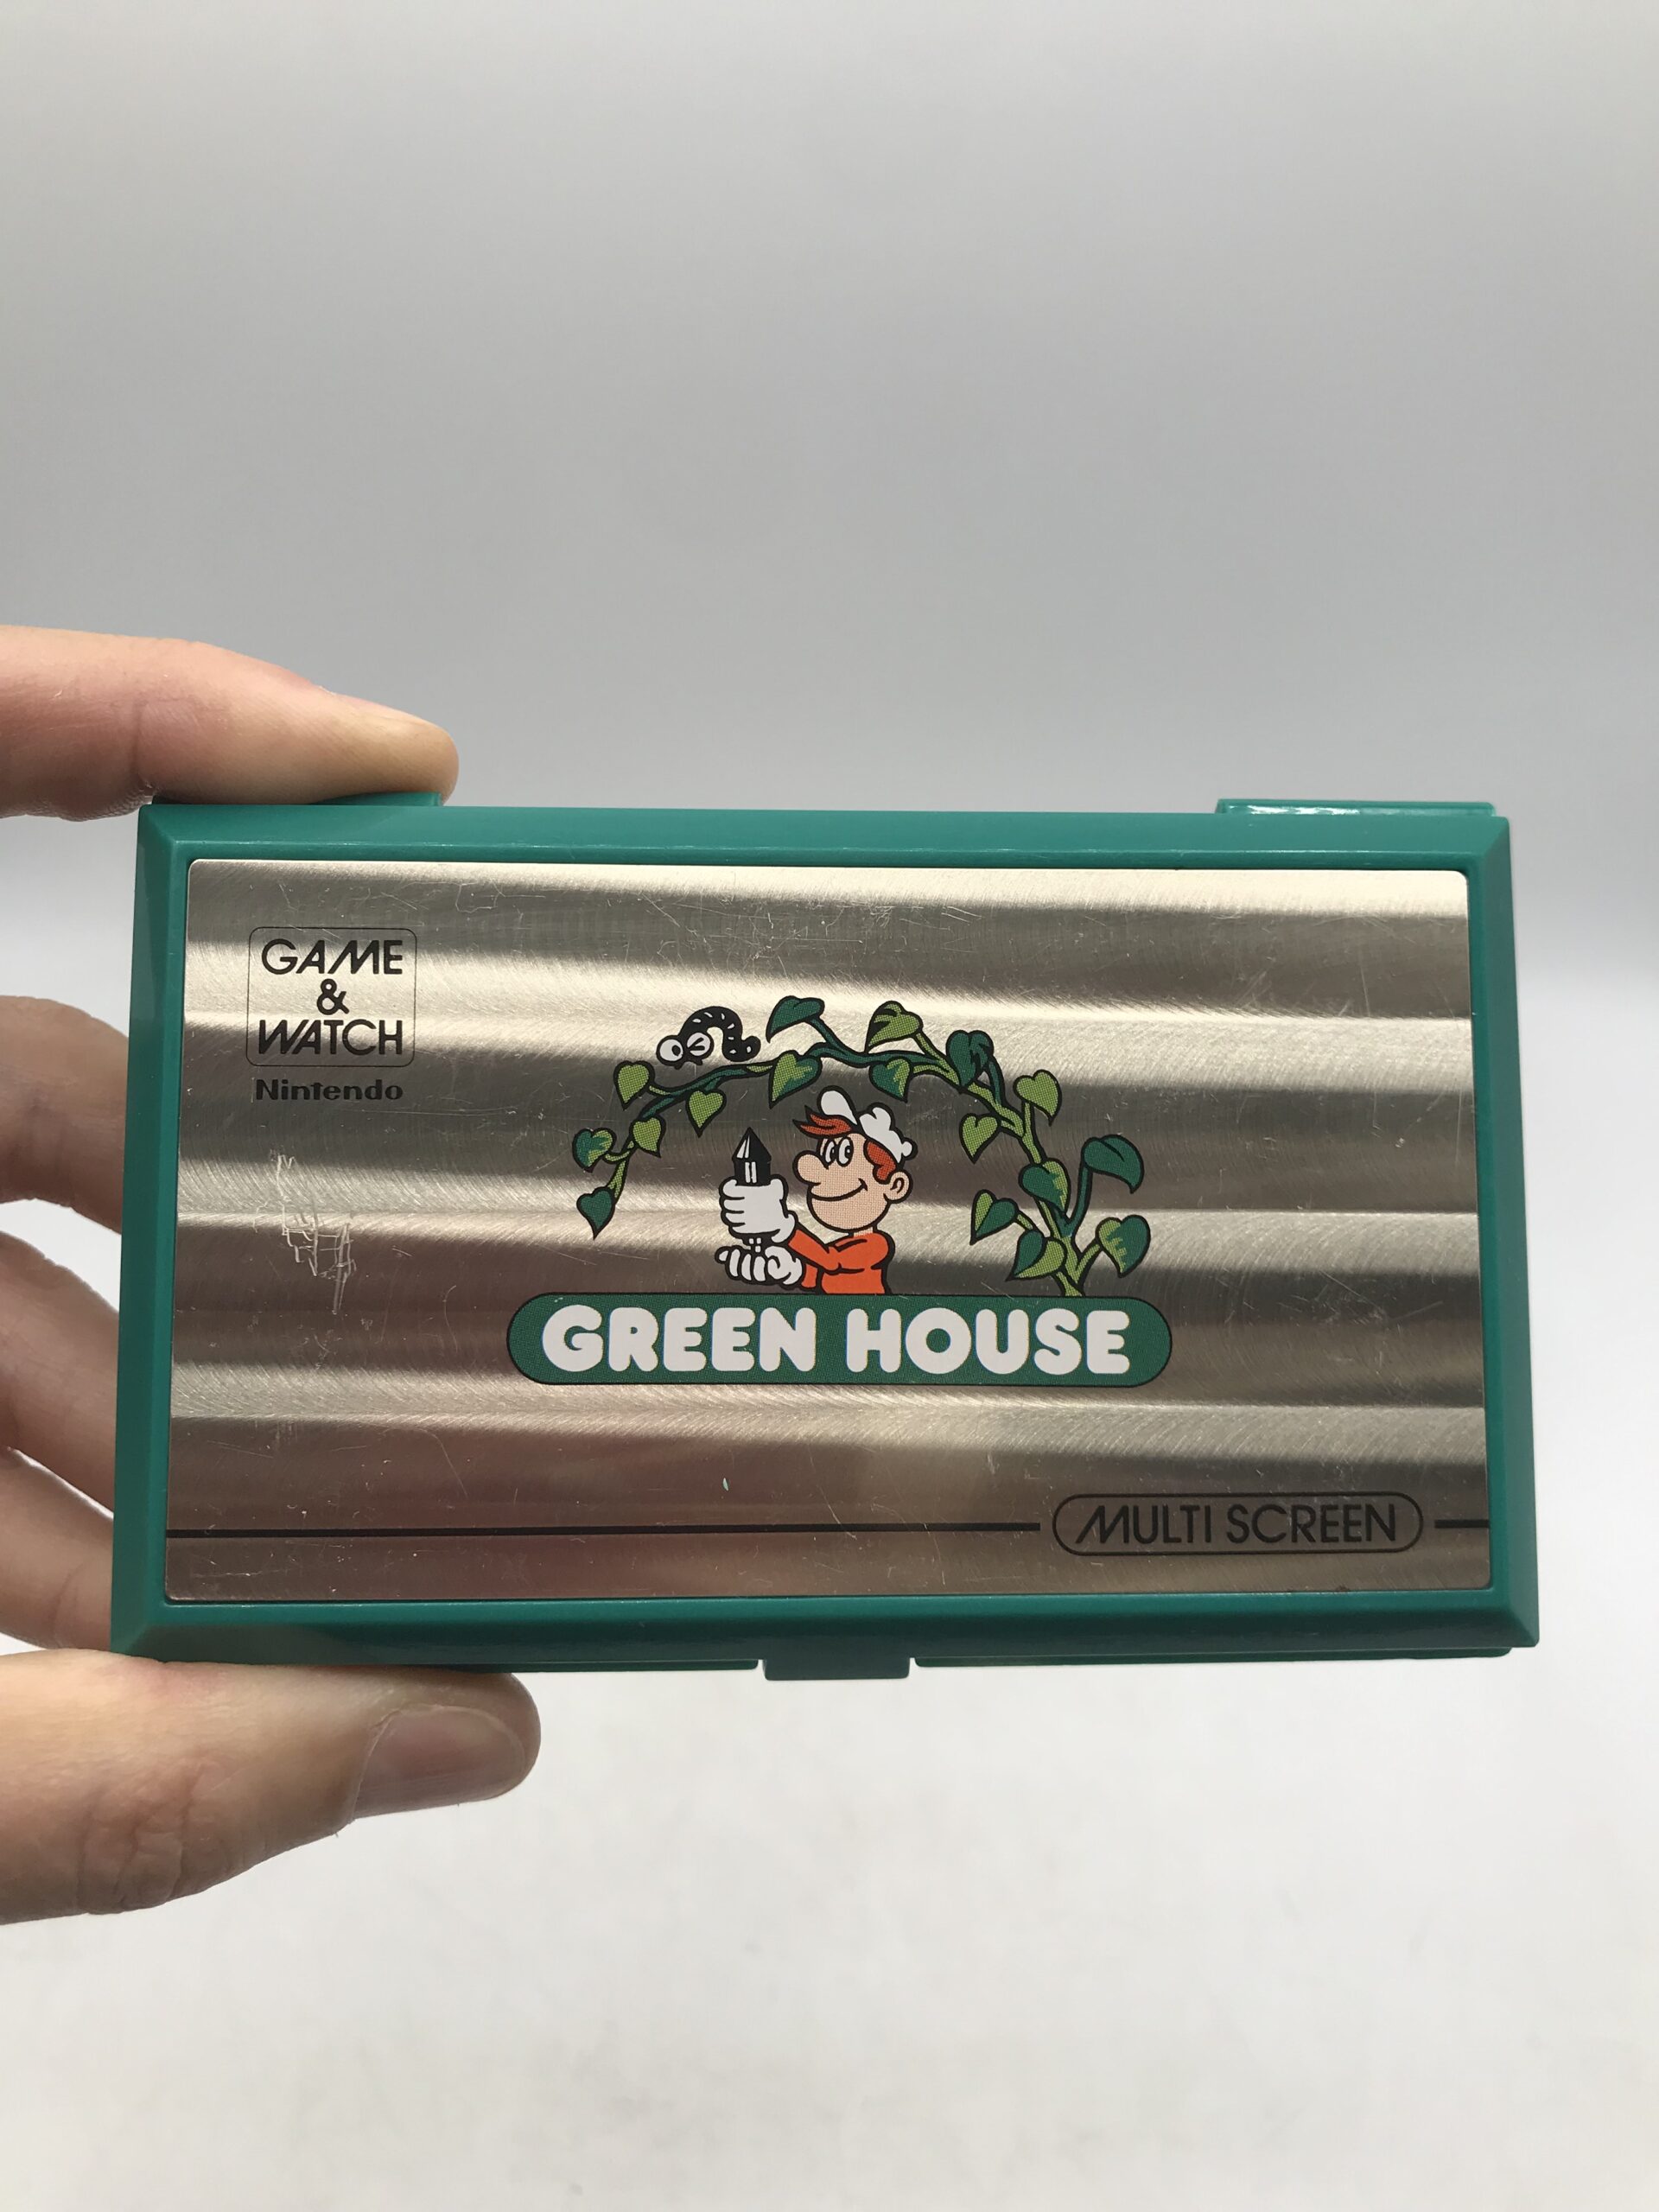 GAME
&
WATCH
Nintendo
GREEN HOUSE
MULTI SCREEN